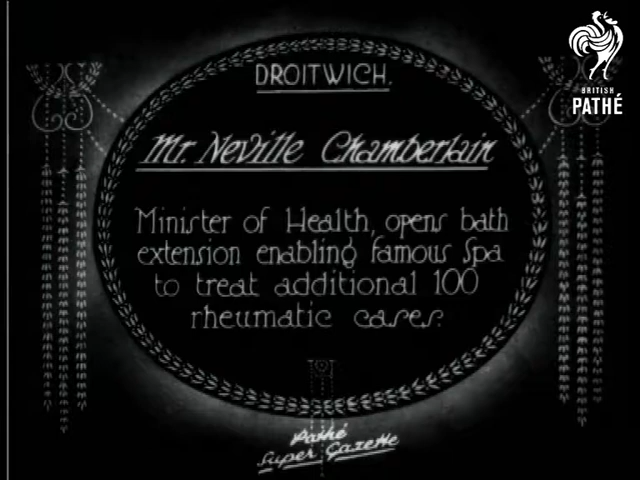 DROITWICH.
Mr. Neville Chamberlain
Minister of Health, opens bath
extension enabling famous Spa
to treat additional 100
rheumatic cases.
Pathé
Super Gazette
BRITISH
PATHÉ